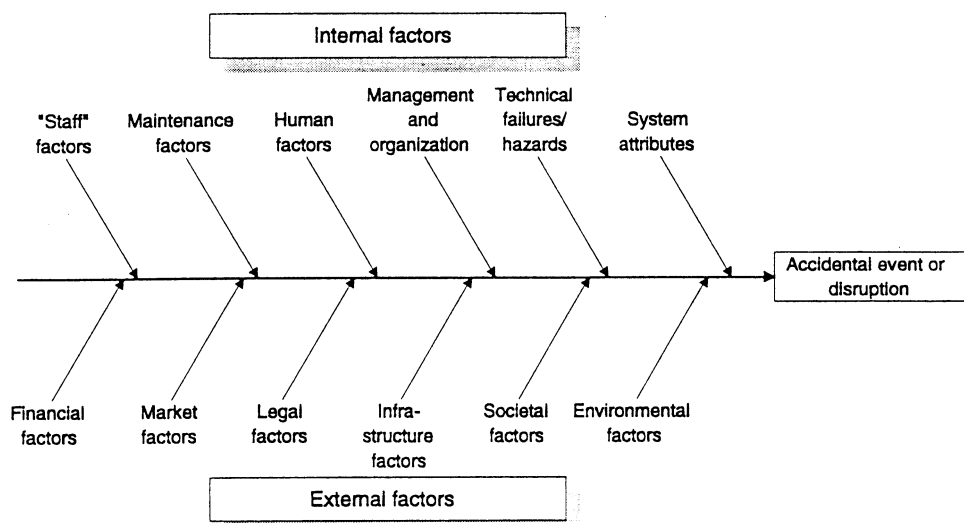 Internal factors
"Staff"
factors
Maintenance
factors
Human
factors
Management
and
organization
Technical
failures/
hazards
System
attributes
Accidental event or
disruption
Financial
factors
Market
factors
Legal
factors
Infra-
structure
factors
Societal
factors
Environmental
factors
External factors